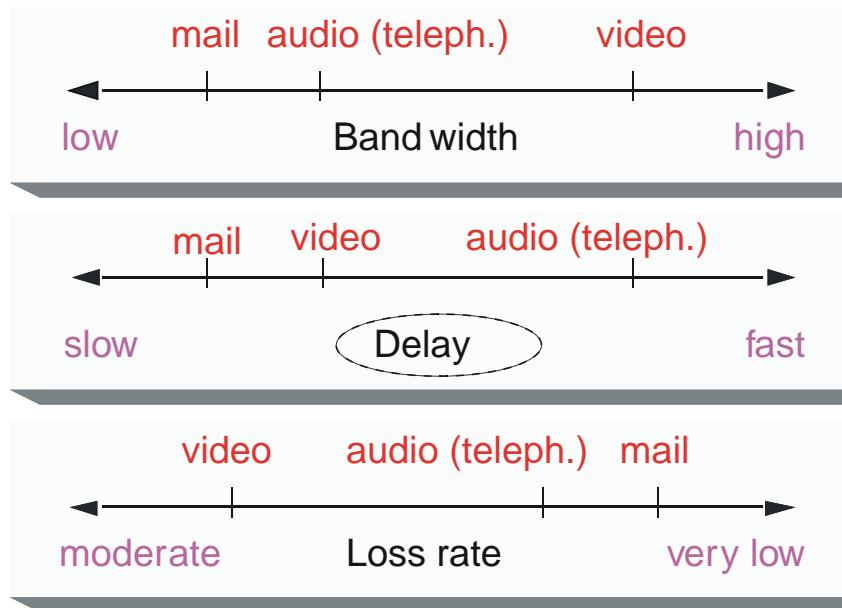 mail audio (teleph.) video
low Band width high
mail video audio (teleph.)
slow Delay fast
video audio (teleph.) mail
moderate Loss rate very low